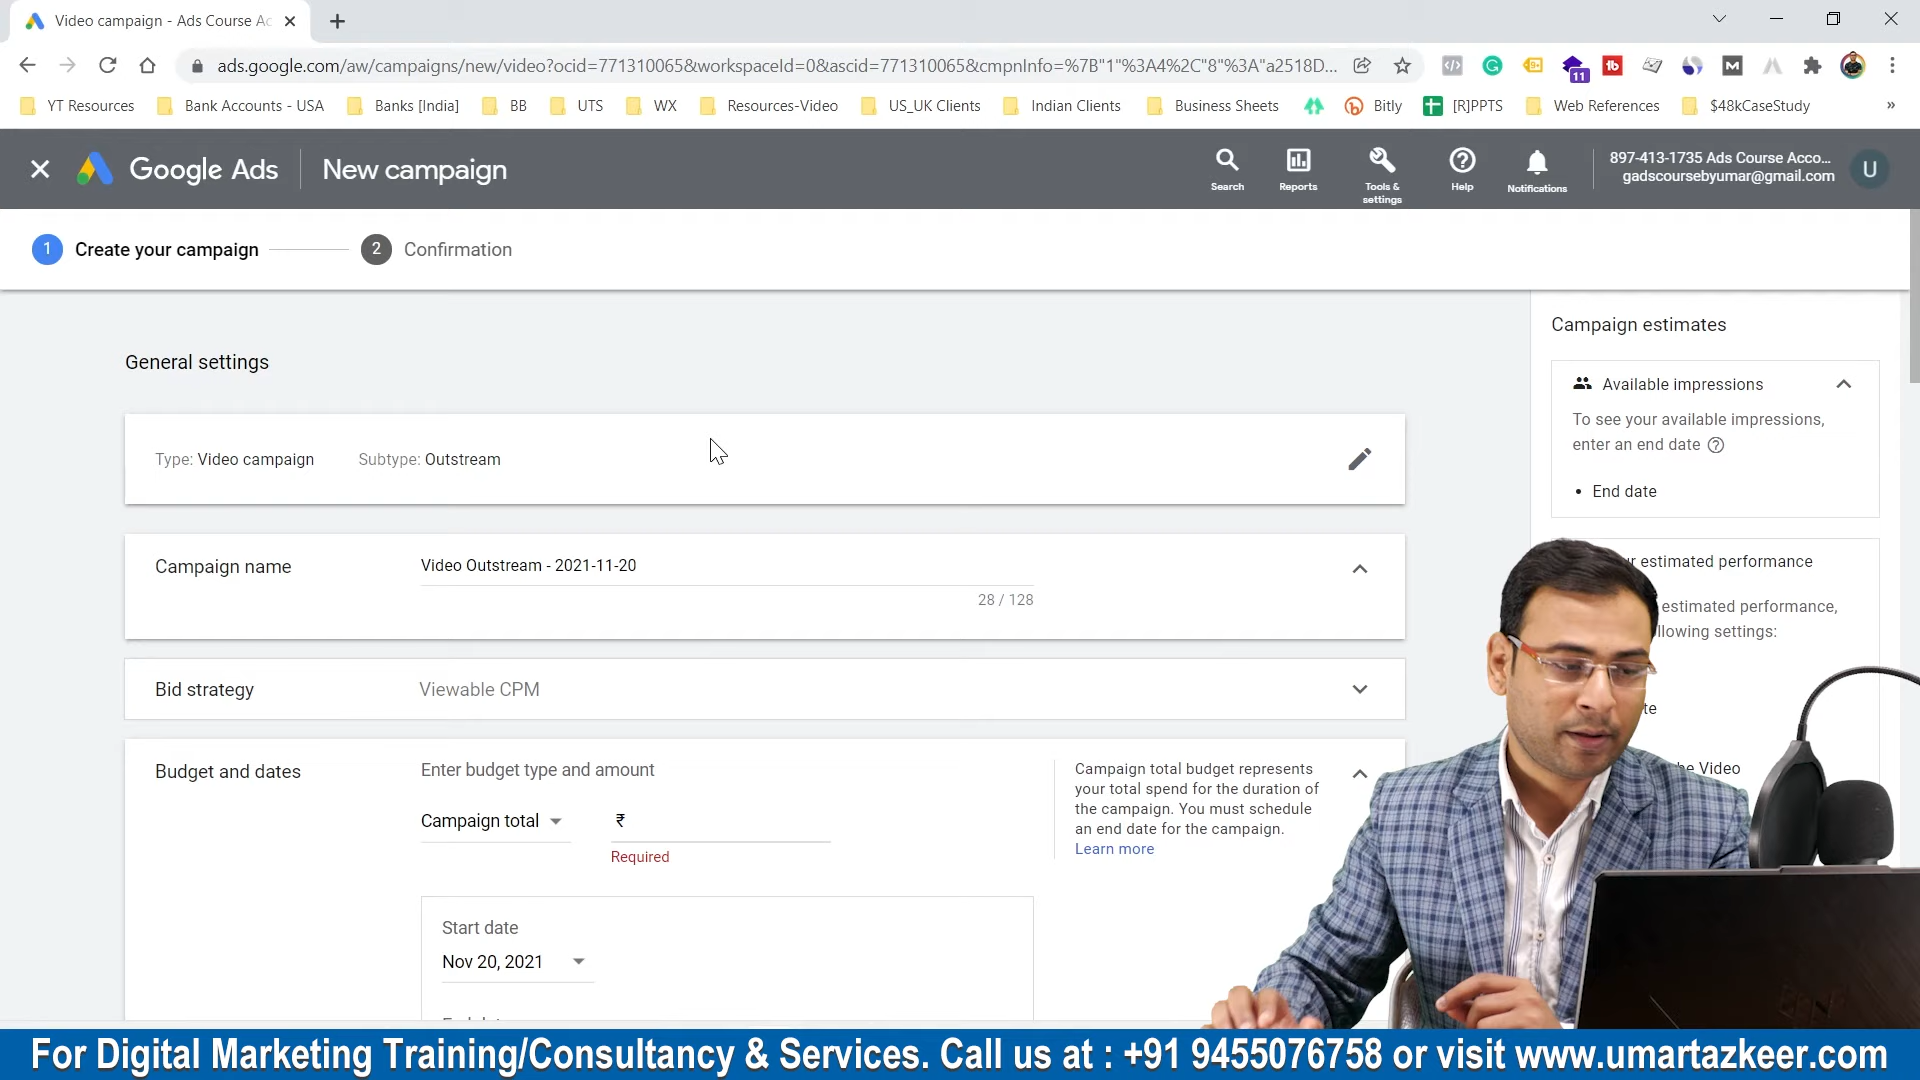 Video campaign - Ads Course Ac
ads.google.com/aw/campaigns/new/video?ocid=771310065&workspaceId=0&ascid=771310065&cmpnInfo=%7B"1"%3A4%2C"8"%3A"a2518D...
11
YT Resources
Bank Accounts - USA
Banks [India]
BB
UTS
WX
Resources-Video
US_UK Clients
Indian Clients
Business Sheets
Bitly
[R]PPTS
Web References
$48kCaseStudy
»
Google Ads
New campaign
Search
Reports
Tools &
settings
Help
Notifications
897-413-1735 Ads Course Acco...
gadscoursebyumar@gmail.com
U
1
Create your campaign
2
Confirmation
General settings
Type: Video campaign
Subtype: Outstream
Campaign name
Video Outstream - 2021-11-20
28 / 128
Bid strategy
Viewable CPM
Budget and dates
Enter budget type and amount
Campaign total
₹
Required
Campaign total budget represents
your total spend for the duration of
the campaign. You must schedule
an end date for the campaign.
Learn more
Start date
Nov 20, 2021
Campaign estimates
Available impressions
To see your available impressions,
enter an end date
• End date
estimated performance
estimated performance,
settings:
Video
For Digital Marketing Training/Consultancy & Services. Call us at : +91 9455076758 or visit www.umartazkeer.com